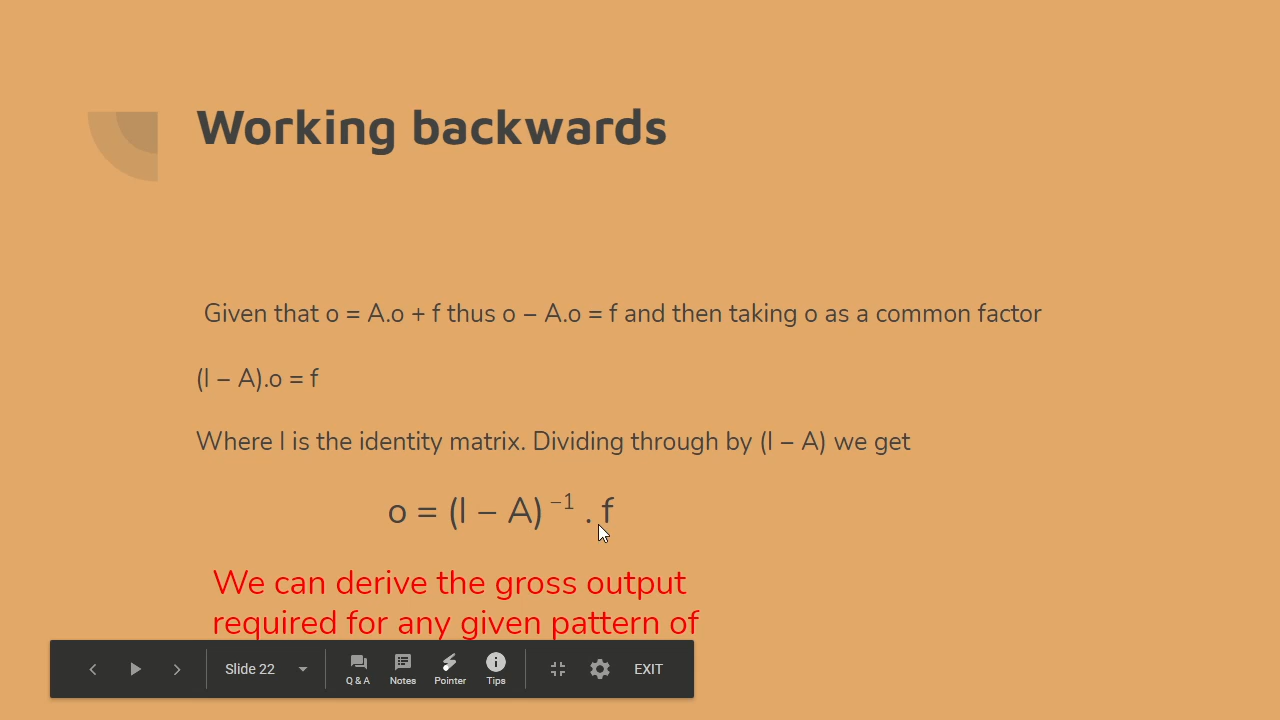 Working backwards
Given that o = A.o + f thus o − A.o = f and then taking o as a common factor
(I − A).o = f
Where I is the identity matrix. Dividing through by (I − A) we get
o = (I − A) ⁻¹ . f
We can derive the gross output
required for any given pattern of
Slide 22
Q & A
Notes
Pointer
Tips
EXIT